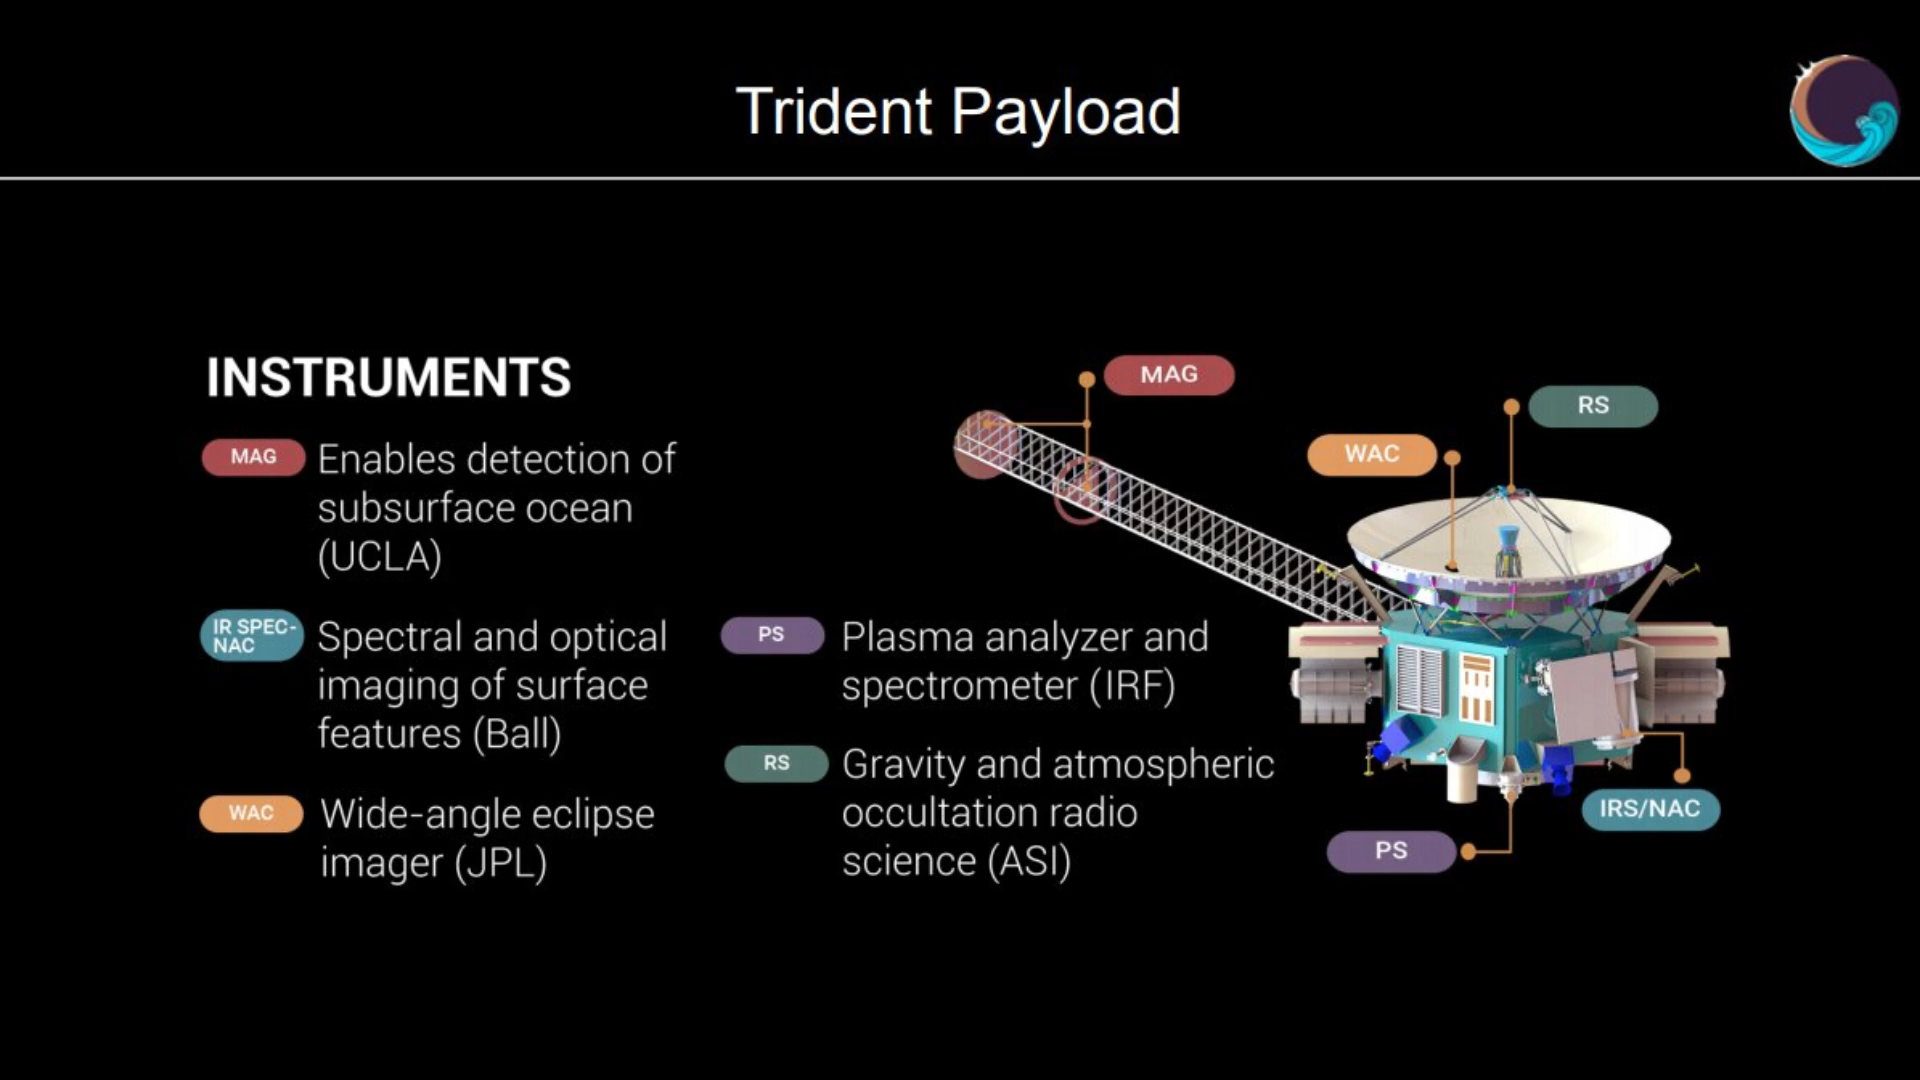 Trident Payload
INSTRUMENTS
MAG
Enables detection of
subsurface ocean
(UCLA)
IR SPEC-
NAC
Spectral and optical
imaging of surface
features (Ball)
WAC
Wide-angle eclipse
imager (JPL)
PS
Plasma analyzer and
spectrometer (IRF)
RS
Gravity and atmospheric
occultation radio
science (ASI)
MAG
RS
WAC
IRS/NAC
PS